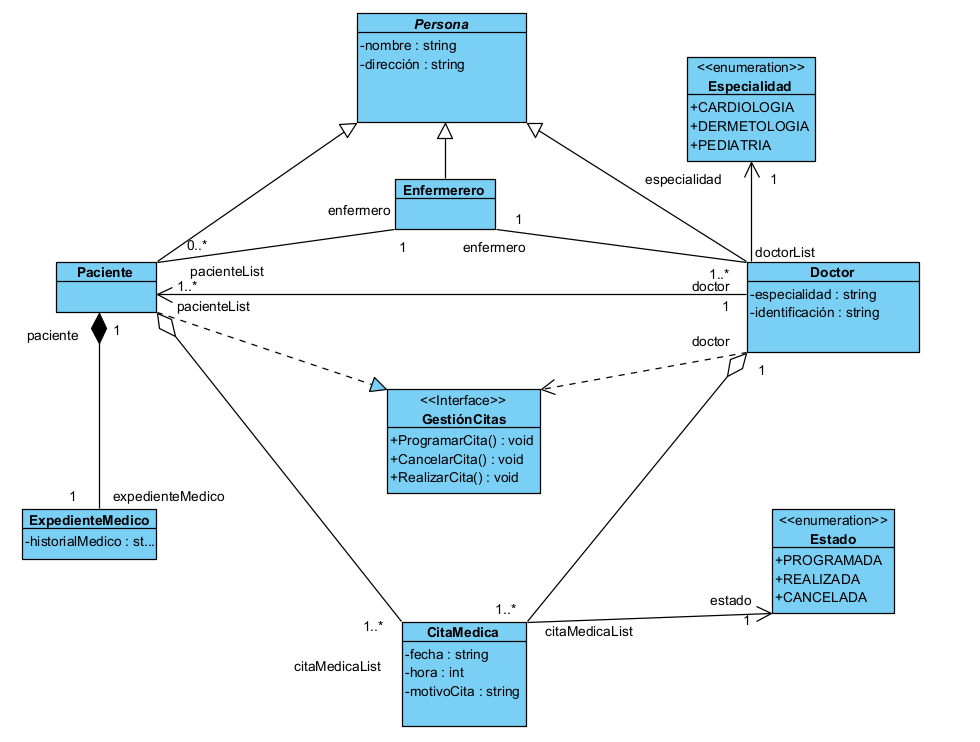 Persona
-nombre : string
-dirección : string
<<enumeration>>
Especialidad
+CARDIOLOGIA
+DERMETOLOGIA
+PEDIATRIA
especialidad
1
Enfermerero
enfermero
1
1
enfermero
0..*
pacienteList
doctorList
1..*
Paciente
1..*
pacienteList
doctor
1
Doctor
-especialidad : string
-identificación : string
paciente
1
doctor
1
<<Interface>>
GestiónCitas
+ProgramarCita() : void
+CancelarCita() : void
+RealizarCita() : void
1
expedienteMedico
ExpedienteMedico
-historialMedico : st...
<<enumeration>>
Estado
+PROGRAMADA
+REALIZADA
+CANCELADA
estado
1
1..*
1..*
citaMedicaList
citaMedicaList
CitaMedica
-fecha : string
-hora : int
-motivoCita : string